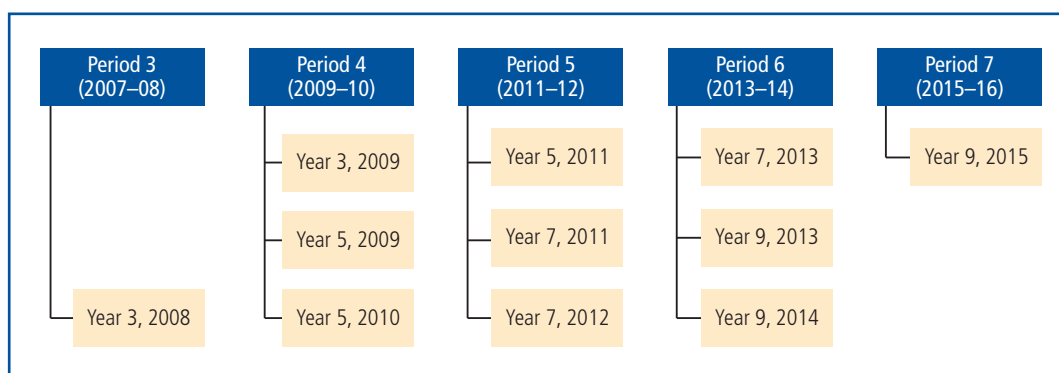 Period 3
(2007–08)
Period 4
(2009–10)
Period 5
(2011–12)
Period 6
(2013–14)
Period 7
(2015–16)
Year 3, 2009
Year 5, 2011
Year 7, 2013
Year 9, 2015
Year 5, 2009
Year 7, 2011
Year 9, 2013
Year 3, 2008
Year 5, 2010
Year 7, 2012
Year 9, 2014